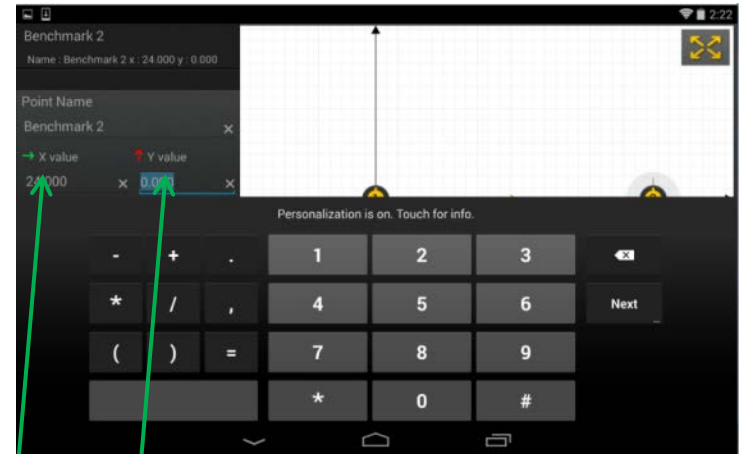 2:22
Benchmark 2
Name : Benchmark 2 x : 24.000 y : 0.000
Point Name
Benchmark 2 ×
→ X value ↑ Y value
24.000 × 0.000 ×
Personalization is on. Touch for info.
- + . 1 2 3
* / , 4 5 6 Next
( ) = 7 8 9
* 0 #